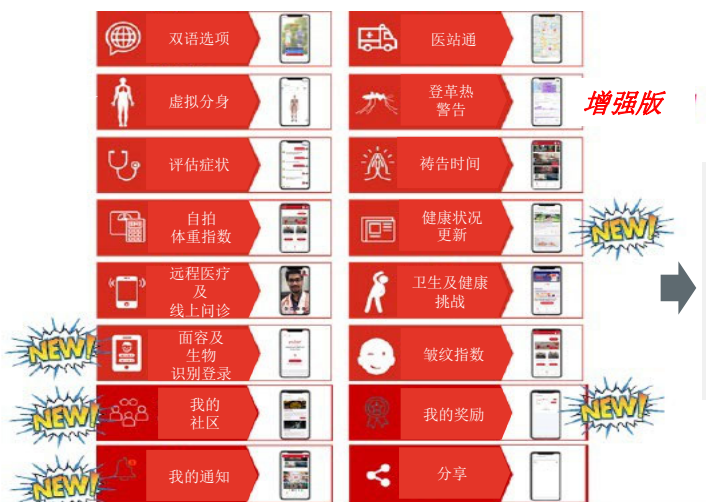 双语选项
医站通
虚拟分身
登革热
警告
增强版
评估症状
祷告时间
自拍
体重指数
健康状况
更新
NEW!
远程医疗
及
线上问诊
卫生及健康
挑战
NEW!
面容及
生物
识别登录
皱纹指数
NEW!
我的
社区
我的奖励
NEW!
NEW!
我的通知
分享